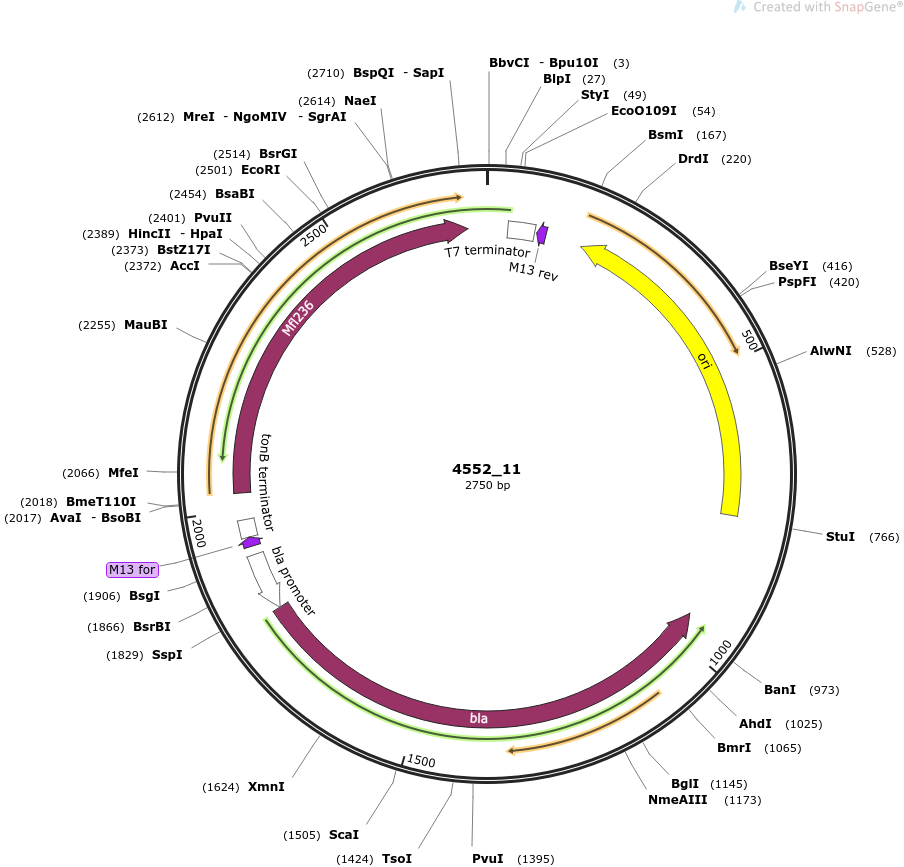 Created with SnapGene®
BbvCI - Bpu10I (3)
BlpI (27)
StyI (49)
EcoO109I (54)
BsmI (167)
DrdI (220)
BseYI (416)
PspFI (420)
AlwNI (528)
StuI (766)
BanI (973)
AhdI (1025)
BmrI (1065)
BglI (1145)
NmeAIII (1173)
PvuI (1395)
(1424) TsoI
(1505) ScaI
(1624) XmnI
(1829) SspI
(1866) BsrBI
(1906) BsgI
M13 for
(2017) AvaI - BsoBI
(2018) BmeT110I
(2066) MfeI
(2255) MauBI
(2372) AccI
(2373) BstZ17I
(2389) HincII - HpaI
(2401) PvuII
(2454) BsaBI
(2501) EcoRI
(2514) BsrGI
(2612) MreI - NgoMIV - SgrAI
(2614) NaeI
(2710) BspQI - SapI
500
1000
1500
2000
2500
T7 terminator
M13 rev
ori
bla
bla promoter
tonB terminator
Mfl236
4552_11
2750 bp